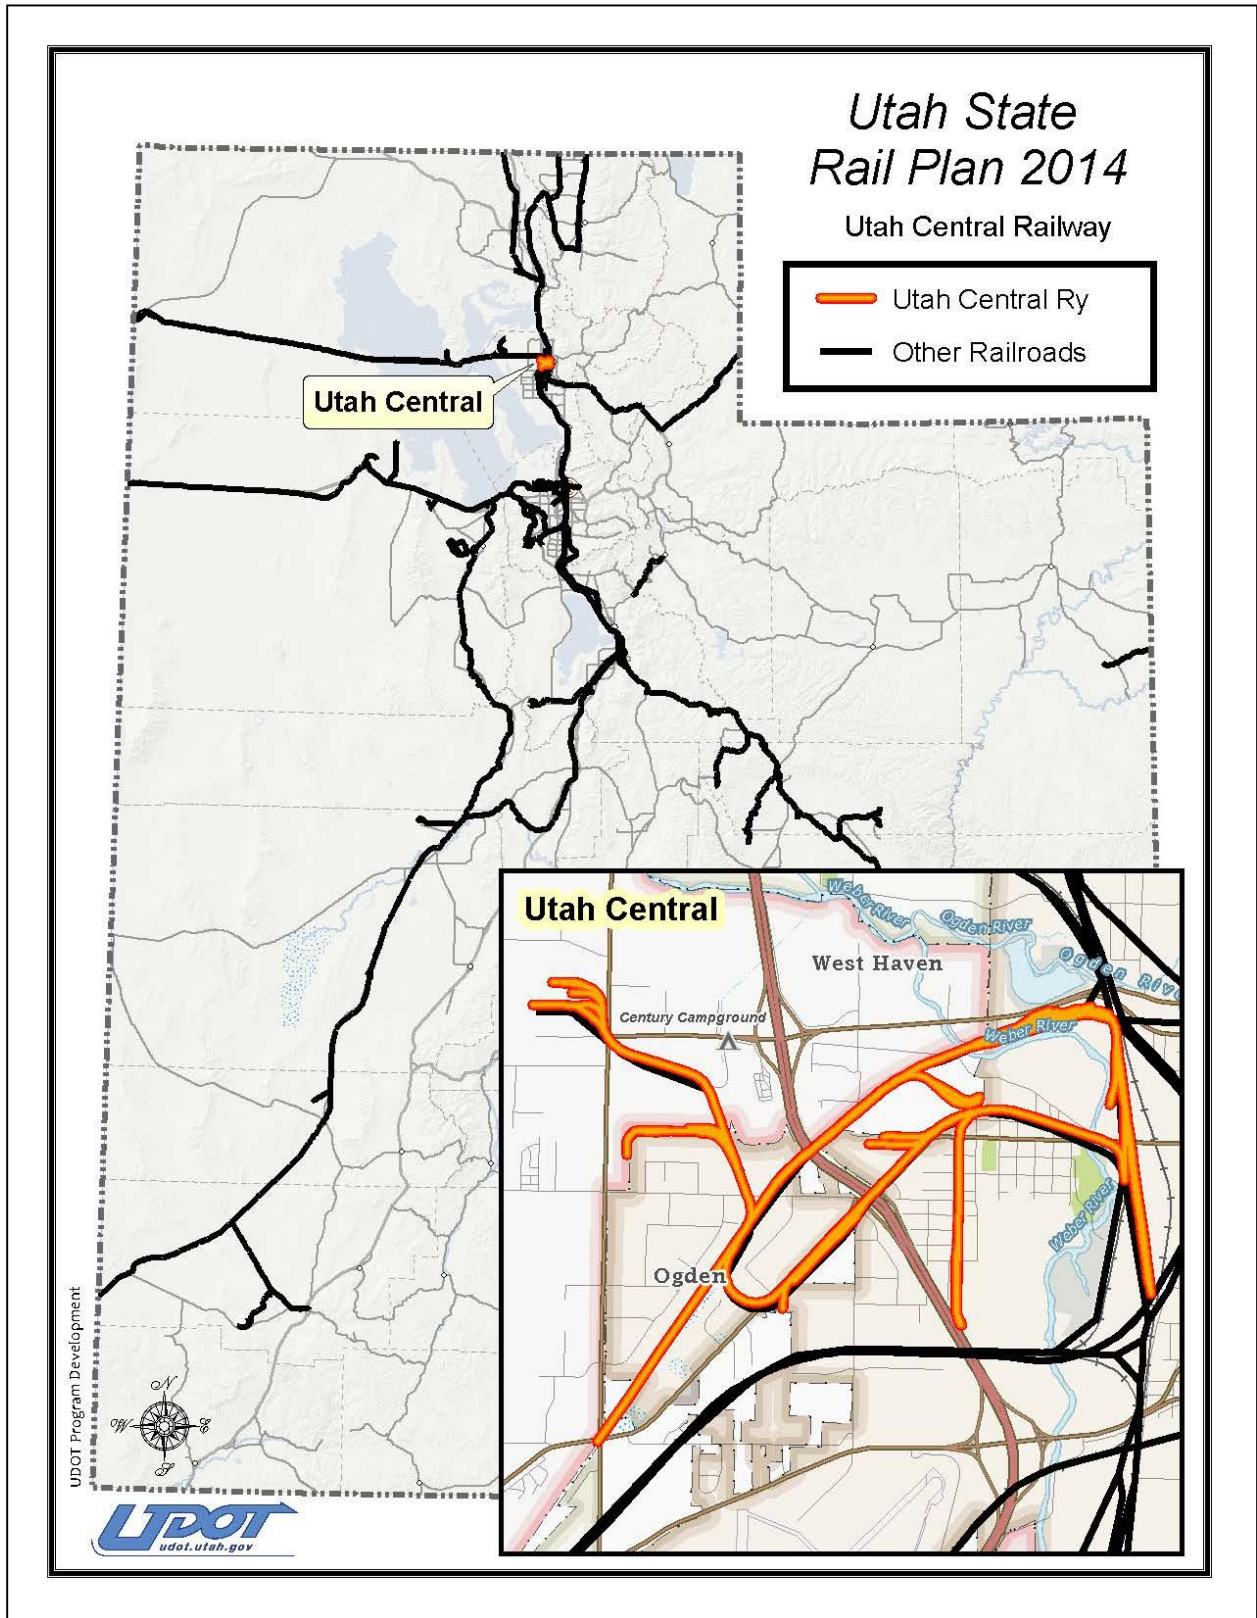 Utah State
Rail Plan 2014
Utah Central Railway
Utah Central Ry
Other Railroads
Utah Central
Utah Central
Weber River
Ogden River
Ogden River
West Haven
Century Campground
Weber River
Weber River
Ogden
UDOT Program Development
N
E
S
UDOT
udot.utah.gov